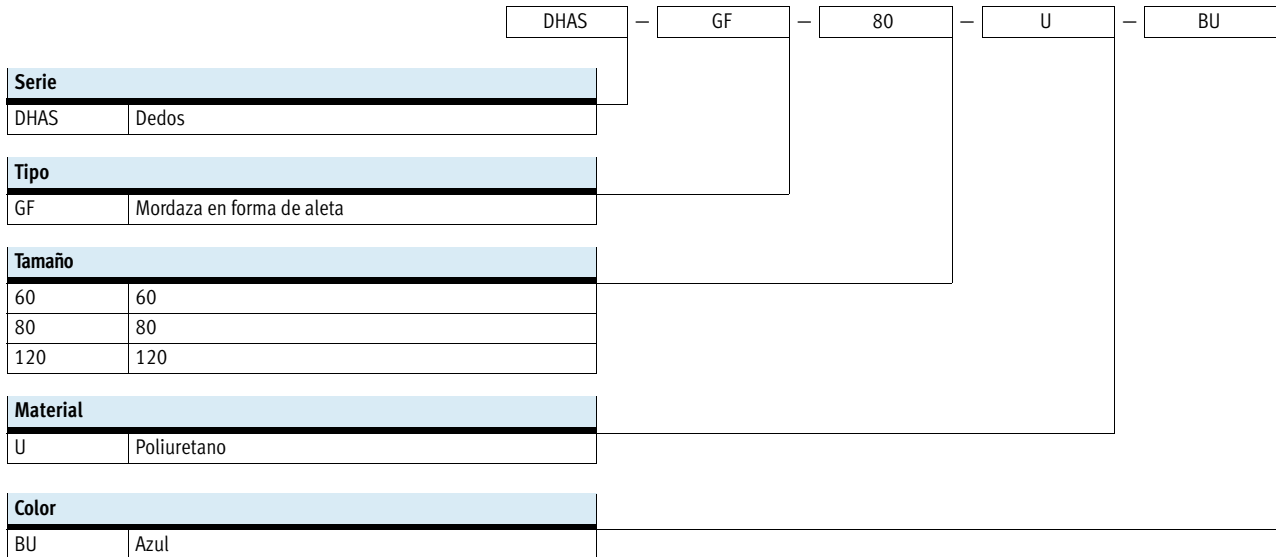 DHAS — GF — 80 — U — BU
Serie
DHAS Dedos
Tipo
GF Mordaza en forma de aleta
Tamaño
60 60
80 80
120 120
Material
U Poliuretano
Color
BU Azul